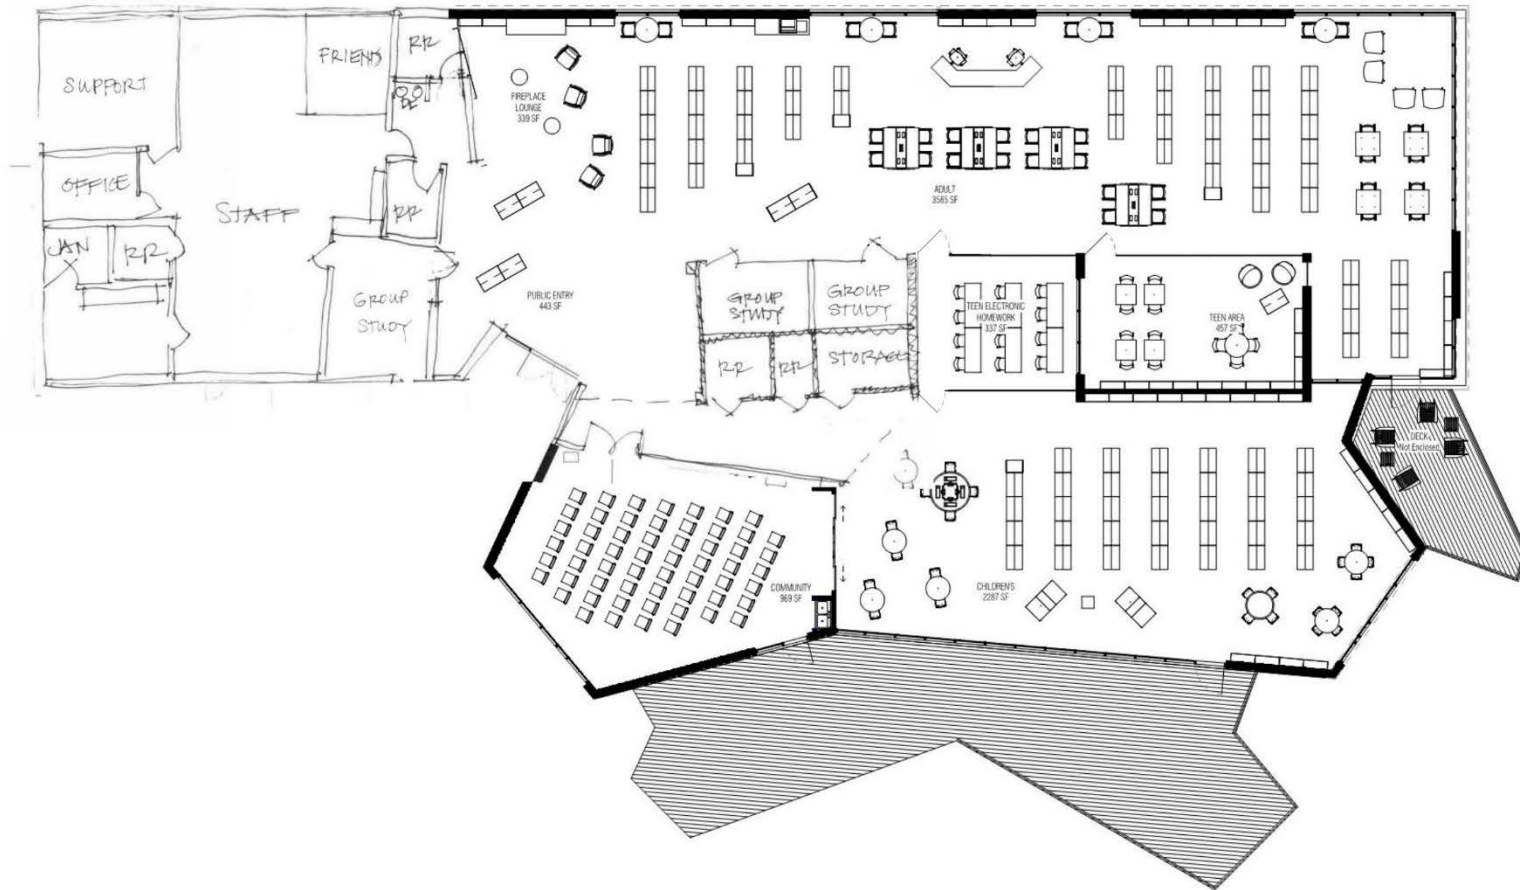 SUPPORT
FRIENDS
RR
DF
OFFICE
STAFF
RR
JAN
RR
GROUP
STUDY
FIREPLACE
LOUNGE
339 SF
ADULT
3585 SF
PUBLIC ENTRY
443 SF
GROUP
STUDY
GROUP
STUDY
RR
RR
STORAGE
TEEN ELECTRONIC
HOMEWORK
337 SF
TEEN AREA
457 SF
DECK
Not Enclosed
COMMUNITY
969 SF
CHILDREN'S
2287 SF